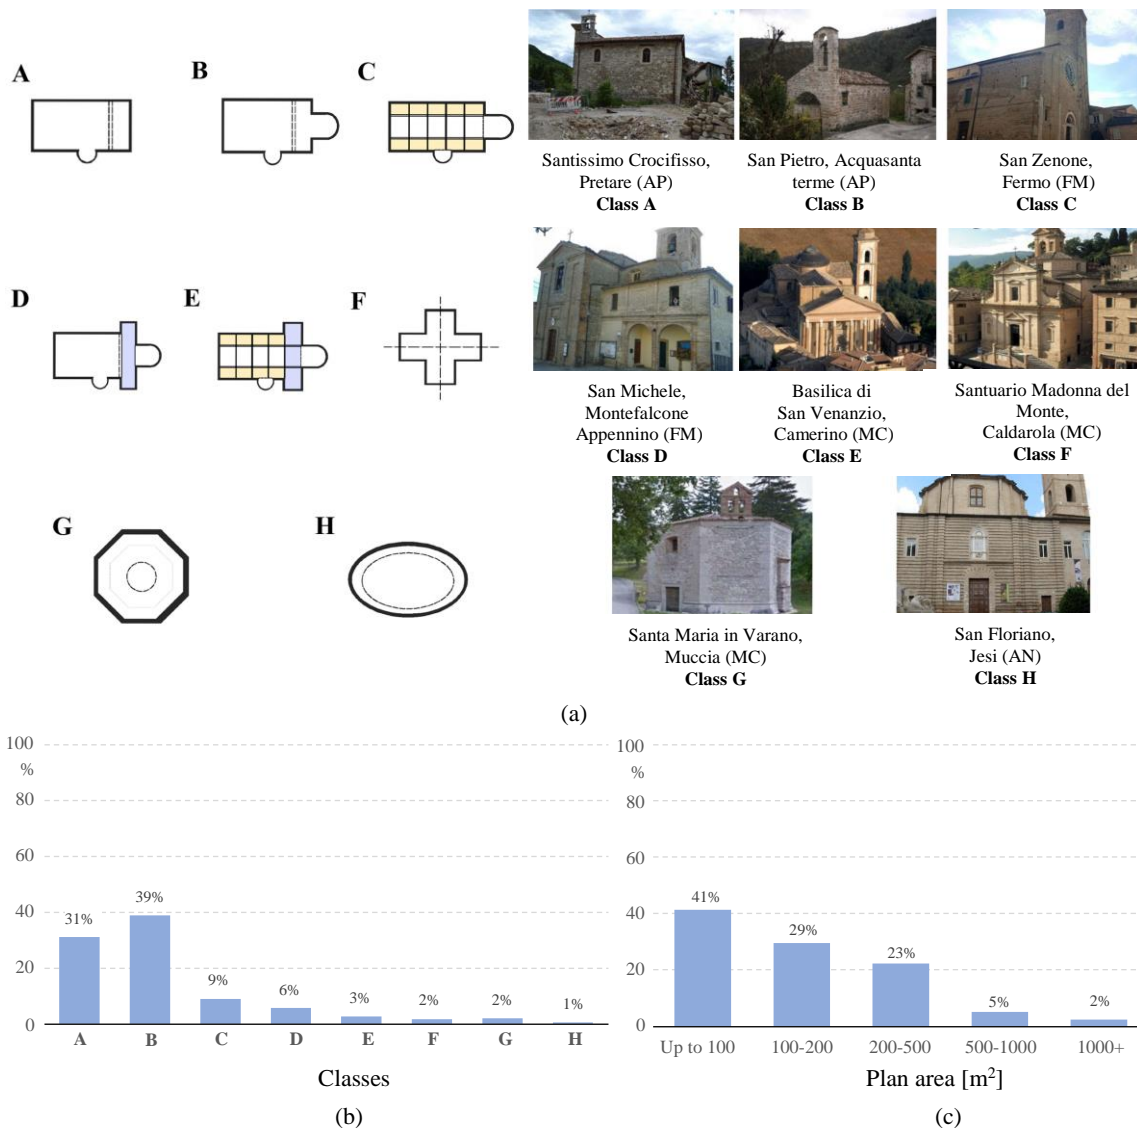 A
B
C
Santissimo Crocifisso,
Pretare (AP)
Class A
San Pietro, Acquasanta
terme (AP)
Class B
San Zenone,
Fermo (FM)
Class C
D
E
F
San Michele,
Montefalcone
Appennino (FM)
Class D
Basilica di
San Venanzio,
Camerino (MC)
Class E
Santuario Madonna del
Monte,
Caldarola (MC)
Class F
G
H
Santa Maria in Varano,
Muccia (MC)
Class G
San Floriano,
Jesi (AN)
Class H
(a)
100
%
80
60
40
20
0
31%
39%
9%
6%
3%
2%
2%
1%
A B C D E F G H
Classes
(b)
100
%
80
60
40
20
0
41%
29%
23%
5%
2%
Up to 100 100-200 200-500 500-1000 1000+
Plan area [m²]
(c)